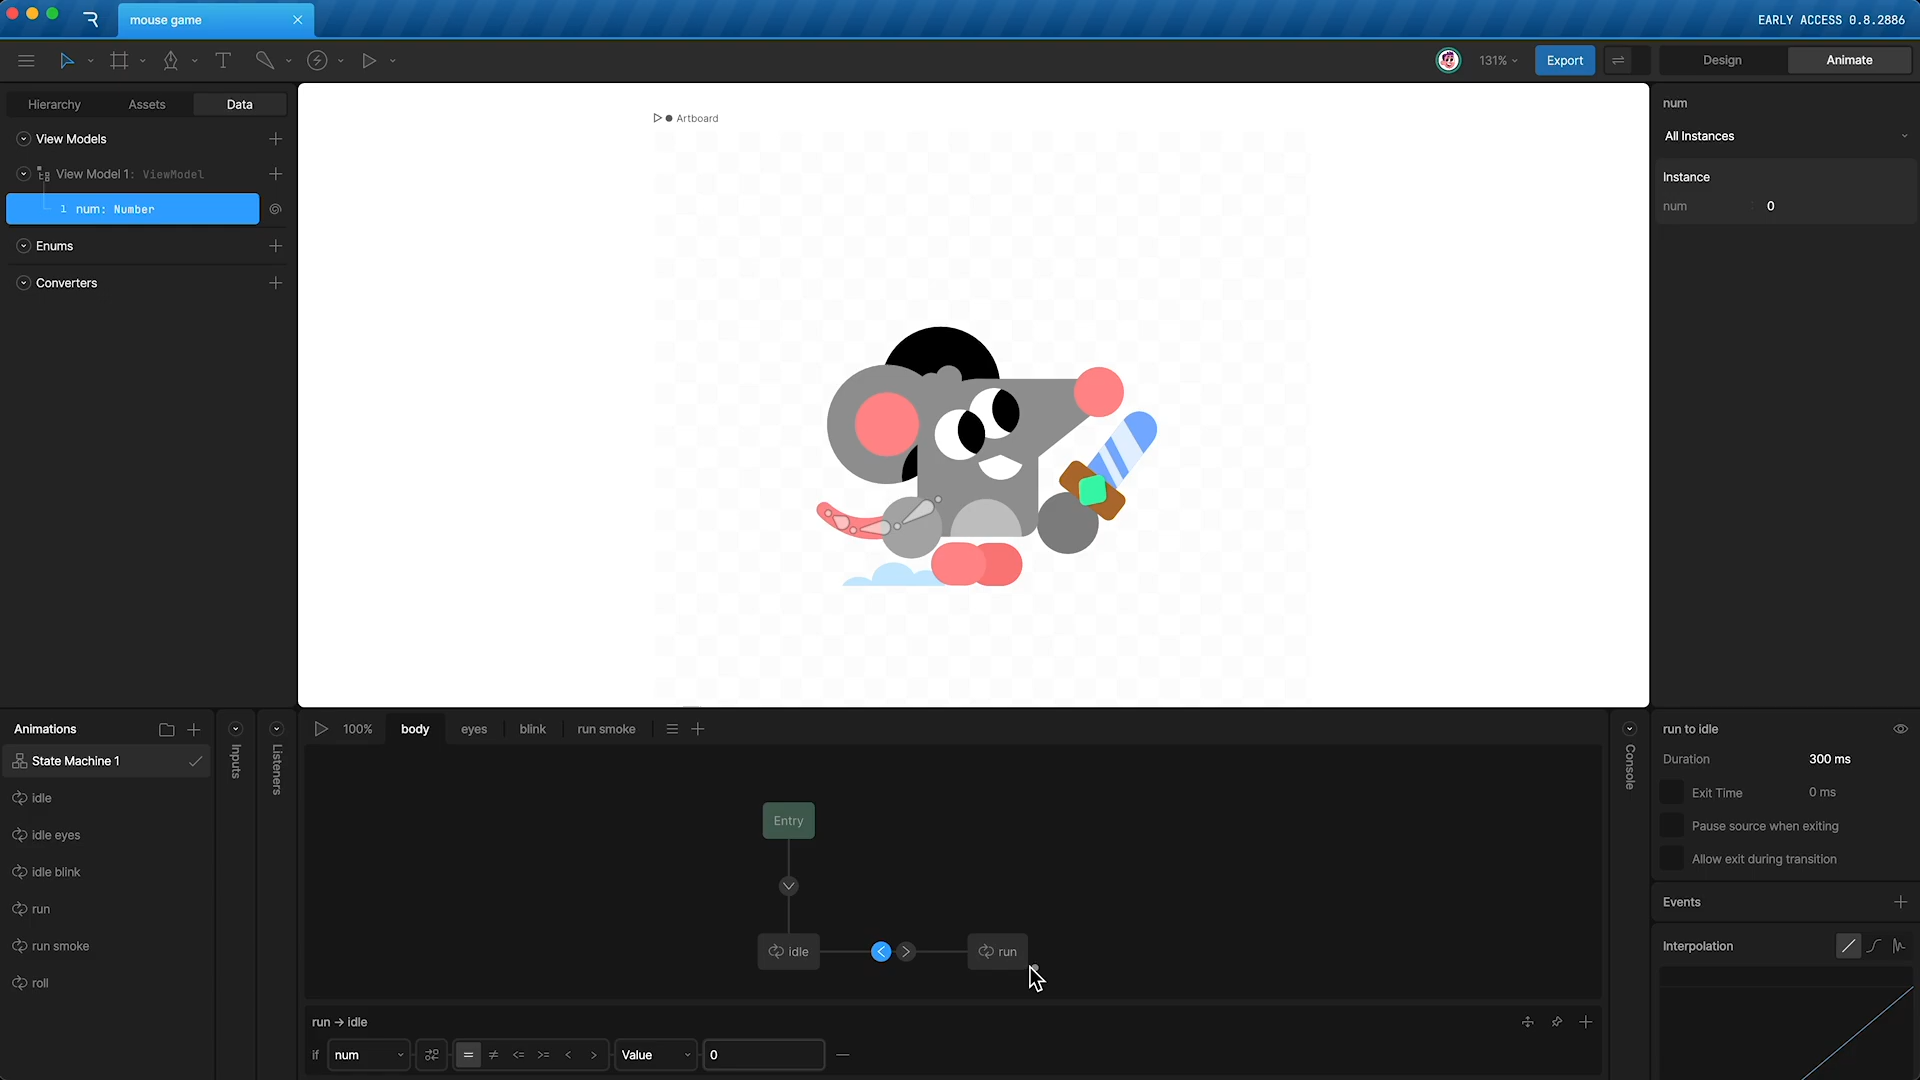 mouse game
EARLY ACCESS 0.8.2886
131%
Export
Design
Animate
Hierarchy
Assets
Data
View Models
View Model 1: ViewModel
1 num: Number
Enums
Converters
Artboard
num
All Instances
Instance
num
0
Animations
State Machine 1
idle
idle eyes
idle blink
run
run smoke
roll
Inputs
Listeners
100%
body
eyes
blink
run smoke
Entry
idle
run
Console
run → idle
if
num
= ≠ <= >= < >
Value
0
run to idle
Duration
300 ms
Exit Time
0 ms
Pause source when exiting
Allow exit during transition
Events
Interpolation